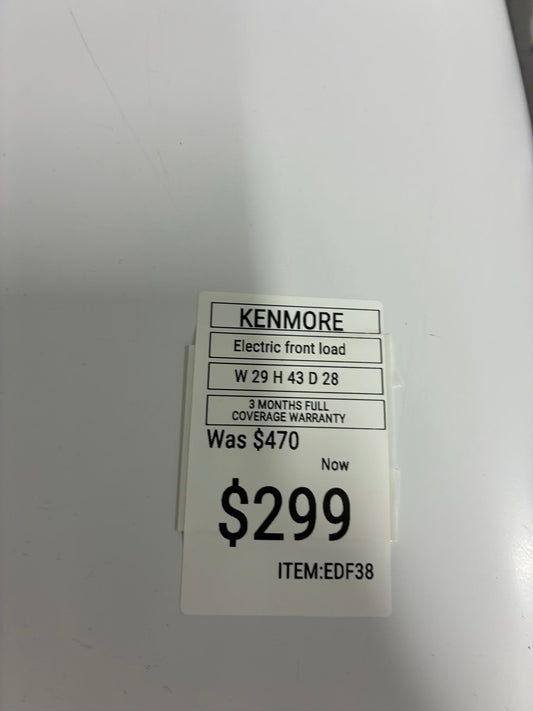 KENMORE
Electric front load
W 29 H 43 D 28
3 MONTHS FULL
COVERAGE WARRANTY
Was $470
Now
$299
ITEM:EDF38